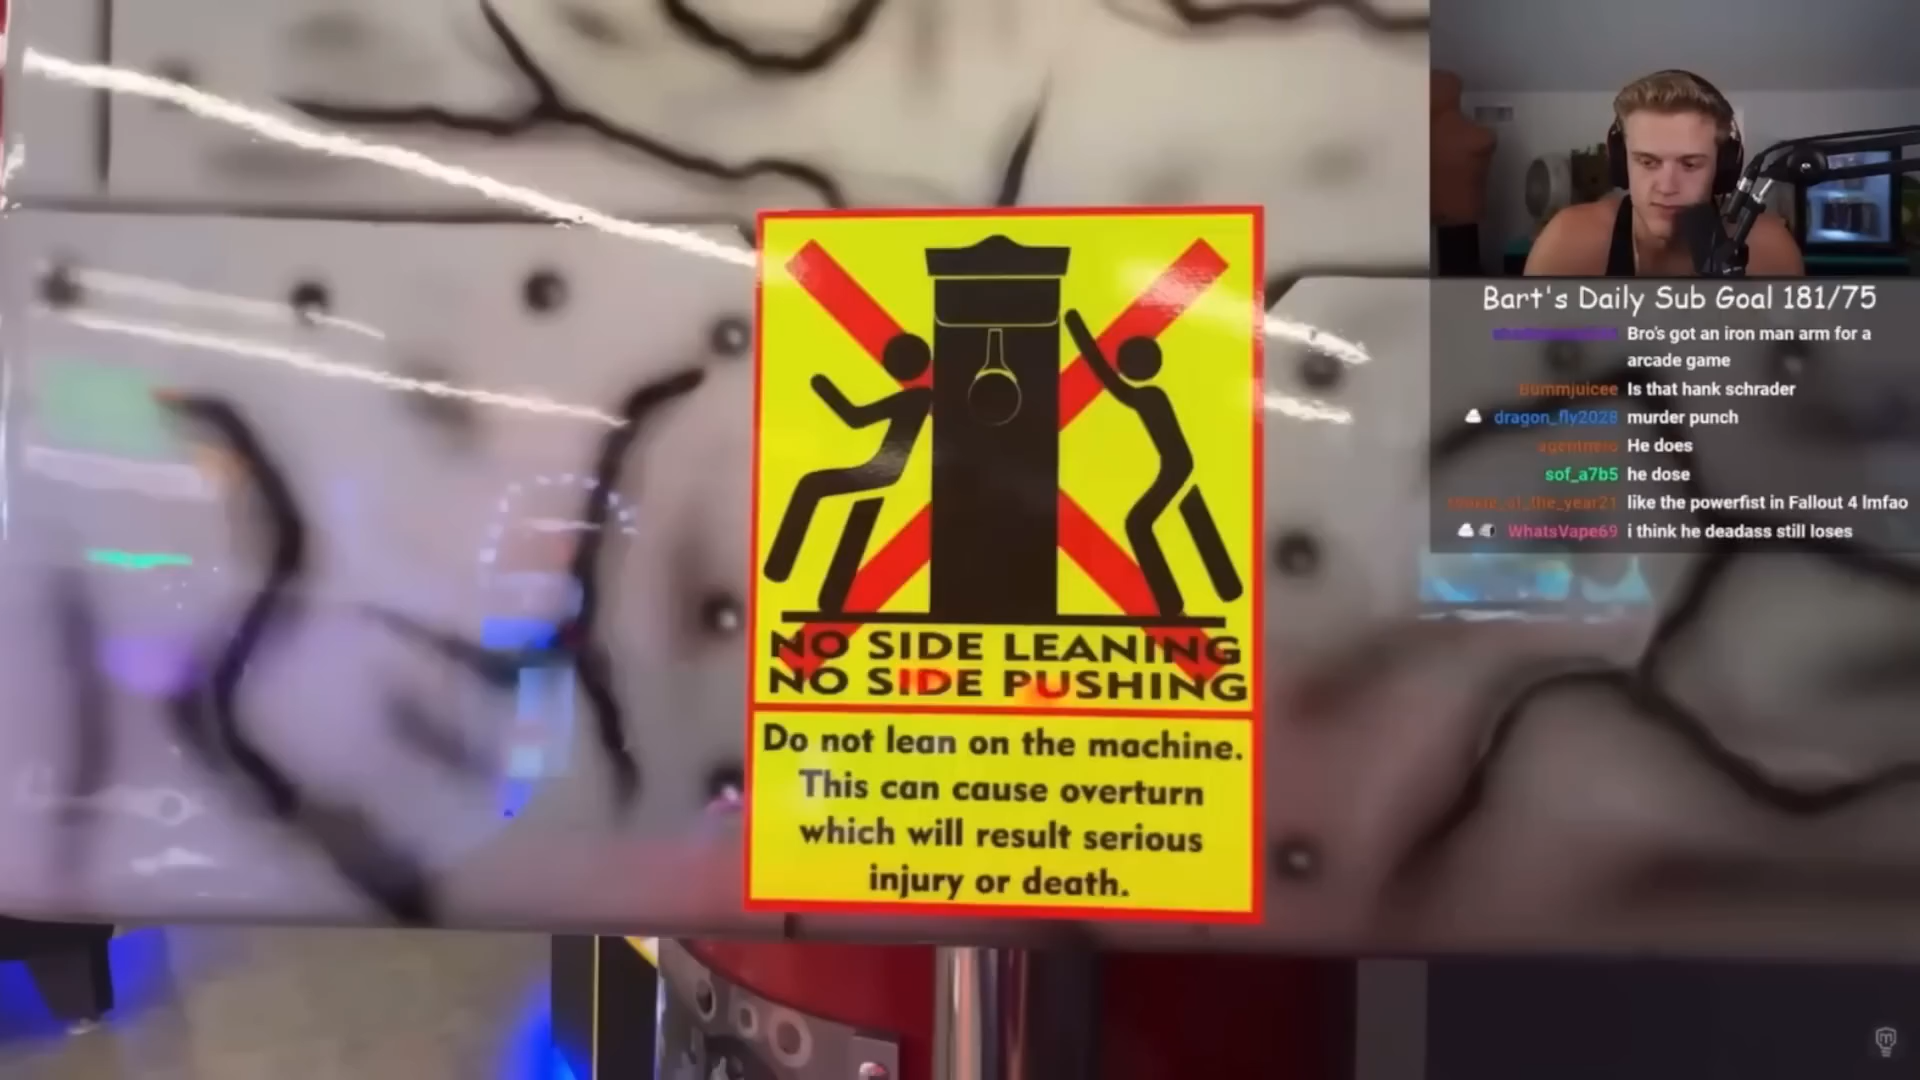 NO SIDE LEANING
NO SIDE PUSHING
Do not lean on the machine.
This can cause overturn
which will result serious
injury or death.
Bart's Daily Sub Goal 181/75
Bro's got an iron man arm for a
arcade game
Bummjuicee Is that hank schrader
dragon_fly2028 murder punch
He does
sof_a7b5 he dose
like the powerfist in Fallout 4 lmfao
WhatsVape69 i think he deadass still loses